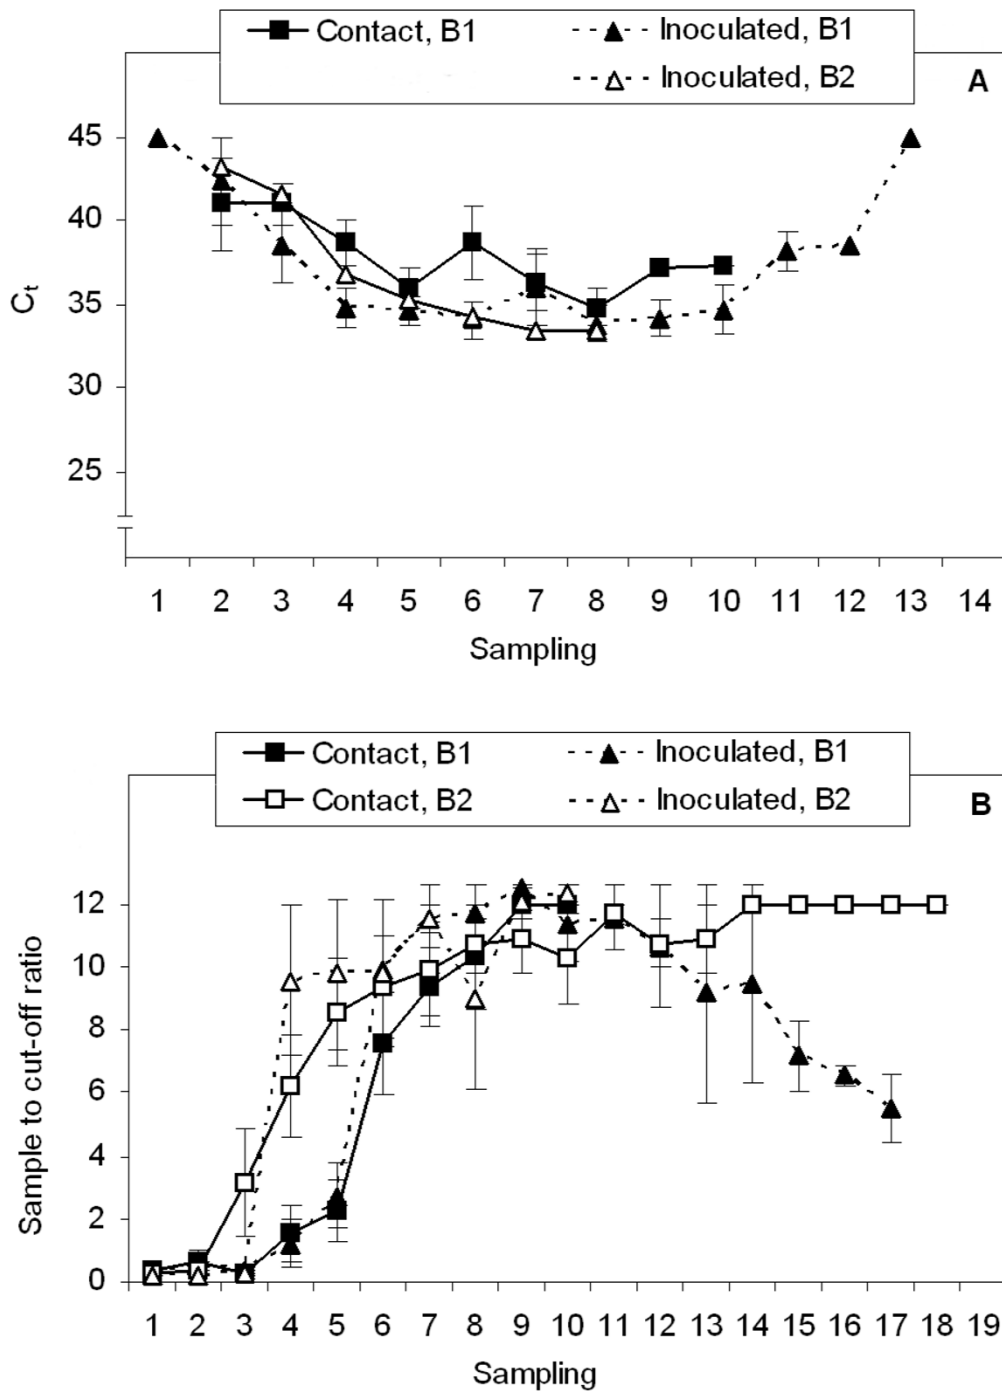 Contact, B1 Inoculated, B1
Inoculated, B2
A
45
40
35
30
25
C_t
1 2 3 4 5 6 7 8 9 10 11 12 13 14
Sampling
Contact, B1 Inoculated, B1
Contact, B2 Inoculated, B2
B
12
10
8
6
4
2
0
Sample to cut-off ratio
1 2 3 4 5 6 7 8 9 10 11 12 13 14 15 16 17 18 19
Sampling